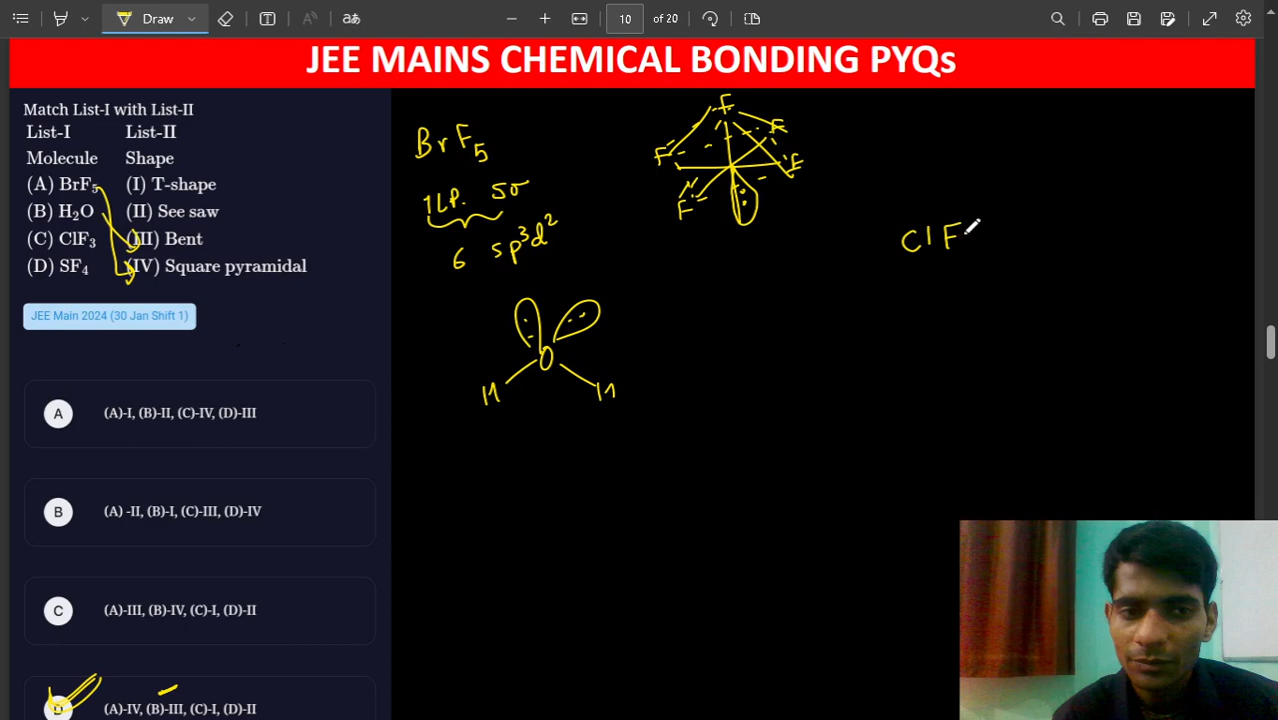 Draw
aあ
10 of 20
JEE MAINS CHEMICAL BONDING PYQs
Match List-I with List-II
List-I List-II
Molecule Shape
(A) BrF₅ (I) T-shape
(B) H₂O (II) See saw
(C) ClF₃ (III) Bent
(D) SF₄ (IV) Square pyramidal
JEE Main 2024 (30 Jan Shift 1)
A (A)-I, (B)-II, (C)-IV, (D)-III
B (A) -II, (B)-I, (C)-III, (D)-IV
C (A)-III, (B)-IV, (C)-I, (D)-II
D (A)-IV, (B)-III, (C)-I, (D)-II
BrF₅
1LP. 5σ
6 sp³d²
F
F F
F
F
O
H H
ClF